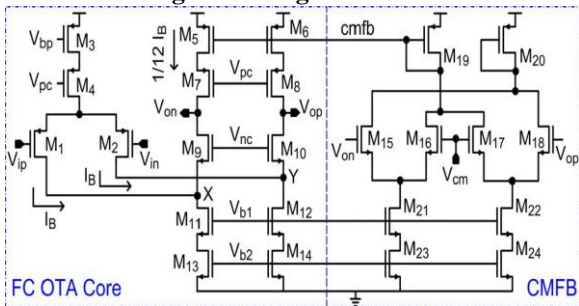 V_bp M_3
V_pc M_4
M_1 M_2
V_ip V_in
I_B
I_B
1/12 I_B
M_5 M_6
M_7 V_pc M_8
V_on V_op
M_9 V_nc M_10
X Y
M_11 V_b1 M_12
M_13 V_b2 M_14
FC OTA Core
cmfb
M_19 M_20
V_on M_15 M_16 M_17 M_18 V_op
V_cm
M_21 M_22
M_23 M_24
CMFB